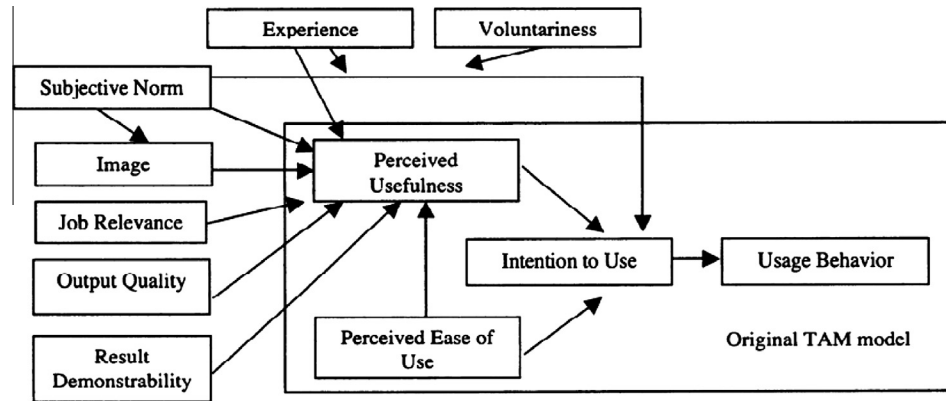 Experience
Voluntariness
Subjective Norm
Image
Perceived
Usefulness
Job Relevance
Output Quality
Intention to Use
Usage Behavior
Result
Demonstrability
Perceived Ease of
Use
Original TAM model